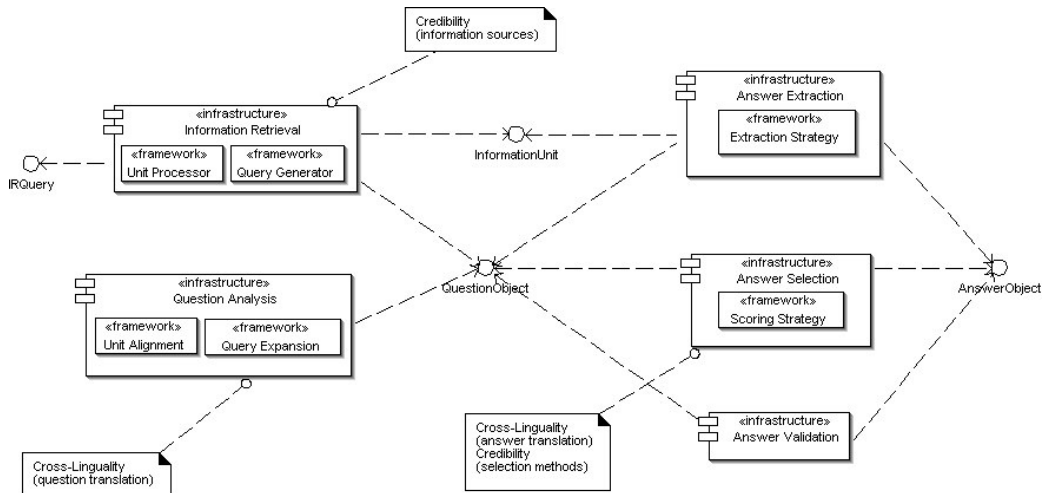 Credibility
(information sources)
«infrastructure»
Information Retrieval
«framework»
Unit Processor
«framework»
Query Generator
IRQuery
InformationUnit
«infrastructure»
Answer Extraction
«framework»
Extraction Strategy
«infrastructure»
Question Analysis
«framework»
Unit Alignment
«framework»
Query Expansion
QuestionObject
«infrastructure»
Answer Selection
«framework»
Scoring Strategy
AnswerObject
Cross-Linguality
(question translation)
Cross-Linguality
(answer translation)
Credibility
(selection methods)
«infrastructure»
Answer Validation